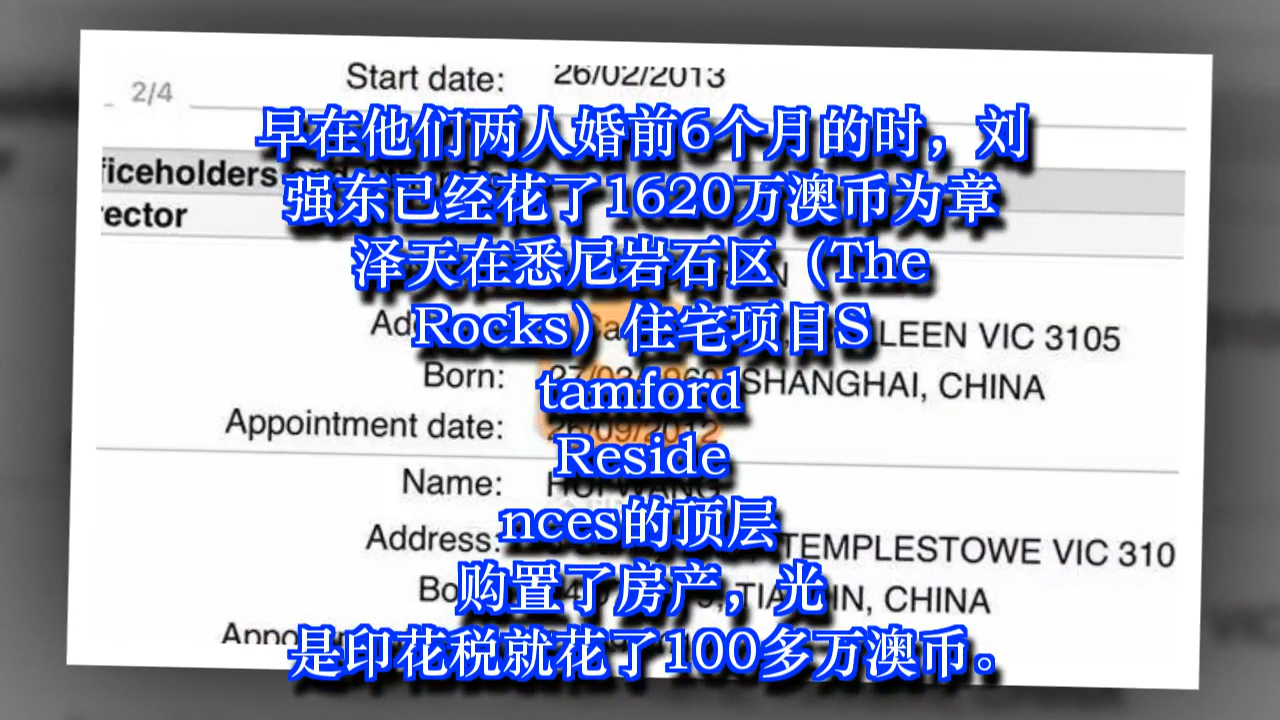 2/4
Start date: 26/02/2013
早在他们两人婚前6个月的时，刘
ficeholders
强东已经花了1620万澳币为章
rector
泽天在悉尼岩石区（The
Rocks）住宅项目S
LEEN VIC 3105
Born:
tamford
SHANGHAI, CHINA
Appointment date: 26/09/2012
Reside
Name:
nces的顶层
Address: TEMPLESTOWE VIC 310
购置了房产，光
CHINA
是印花税就花了100多万澳币。